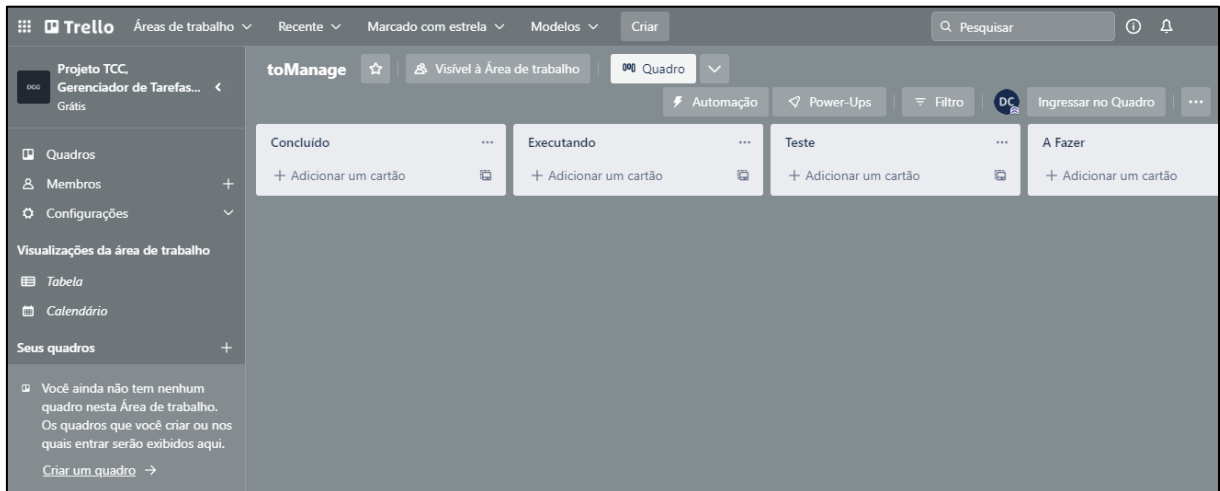 Trello Áreas de trabalho Recente Marcado com estrela Modelos Criar Pesquisar
DGG
Projeto TCC,
Gerenciador de Tarefas...
Grátis
Quadros
Membros
Configurações
Visualizações da área de trabalho
Tabela
Calendário
Seus quadros
Você ainda não tem nenhum
quadro nesta Área de trabalho.
Os quadros que você criar ou nos
quais entrar serão exibidos aqui.
Criar um quadro →
toManage Visível à Área de trabalho Quadro
Automação Power-Ups Filtro DC Ingressar no Quadro ...
Concluído ...
+ Adicionar um cartão
Executando ...
+ Adicionar um cartão
Teste ...
+ Adicionar um cartão
A Fazer
+ Adicionar um cartão